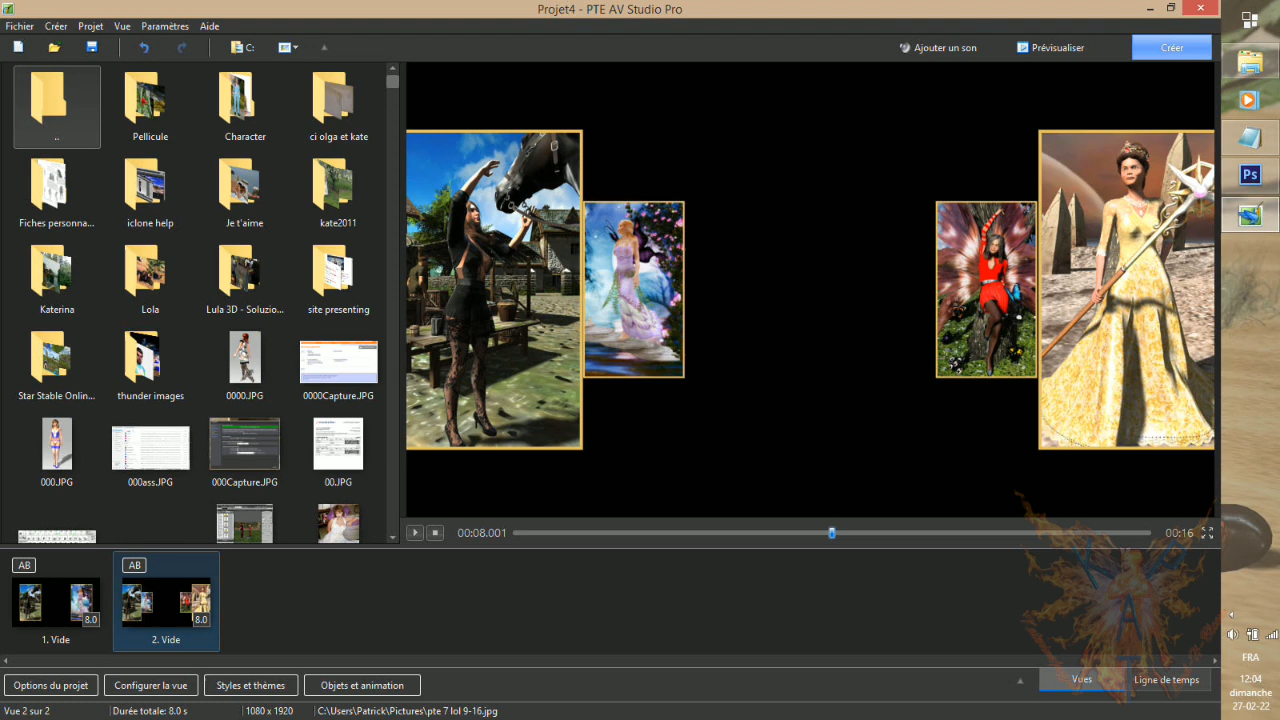 Projet4 - PTE AV Studio Pro
Fichier Créer Projet Vue Paramètres Aide
C: Ajouter un son Prévisualiser Créer
.. Pellicule Character ci olga et kate
Fiches personna... iclone help Je t'aime kate2011
Katerina Lola Lula 3D - Soluzio... site presenting
Star Stable Onlin... thunder images 0000.JPG 0000Capture.JPG
000.JPG 000ass.JPG 000Capture.JPG 00.JPG
00:08.001 00:16
AB AB
8.0 8.0
1. Vide 2. Vide
Options du projet Configurer la vue Styles et thèmes Objets et animation Vues Ligne de temps
Vue 2 sur 2 Durée totale: 8.0 s 1080 x 1920 C:\Users\Patrick\Pictures\pte 7 lol 9-16.jpg
Ps
FRA
12:04
dimanche
27-02-22